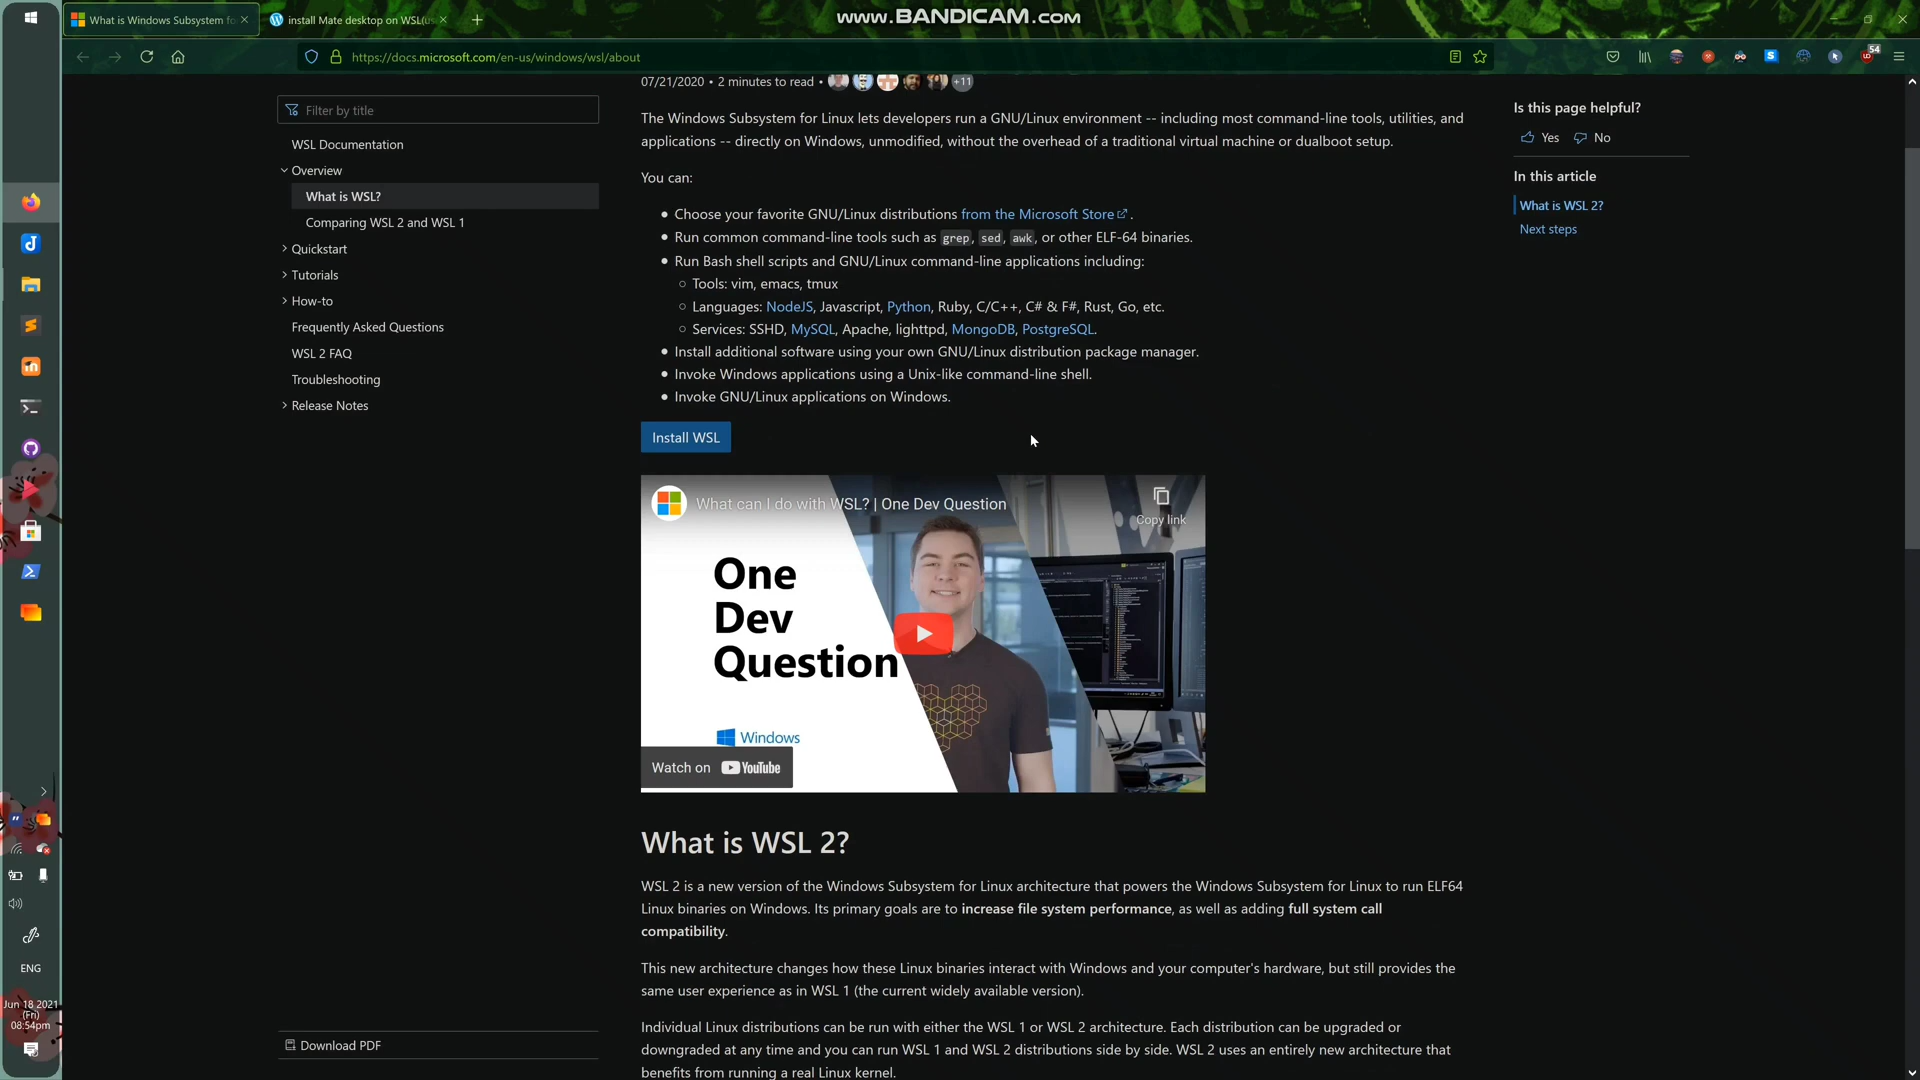 What is Windows Subsystem fo
install Mate desktop on WSL(u
www.BANDICAM.com
https://docs.microsoft.com/en-us/windows/wsl/about
54
07/21/2020 • 2 minutes to read •
+11
Filter by title
WSL Documentation
Overview
What is WSL?
Comparing WSL 2 and WSL 1
Quickstart
Tutorials
How-to
Frequently Asked Questions
WSL 2 FAQ
Troubleshooting
Release Notes
Download PDF
The Windows Subsystem for Linux lets developers run a GNU/Linux environment -- including most command-line tools, utilities, and
applications -- directly on Windows, unmodified, without the overhead of a traditional virtual machine or dualboot setup.
You can:
• Choose your favorite GNU/Linux distributions from the Microsoft Store .
• Run common command-line tools such as grep, sed, awk, or other ELF-64 binaries.
• Run Bash shell scripts and GNU/Linux command-line applications including:
○ Tools: vim, emacs, tmux
○ Languages: NodeJS, Javascript, Python, Ruby, C/C++, C# & F#, Rust, Go, etc.
○ Services: SSHD, MySQL, Apache, lighttpd, MongoDB, PostgreSQL.
• Install additional software using your own GNU/Linux distribution package manager.
• Invoke Windows applications using a Unix-like command-line shell.
• Invoke GNU/Linux applications on Windows.
Install WSL
What can I do with WSL? | One Dev Question
Copy link
One
Dev
Question
Windows
Watch on YouTube
What is WSL 2?
WSL 2 is a new version of the Windows Subsystem for Linux architecture that powers the Windows Subsystem for Linux to run ELF64
Linux binaries on Windows. Its primary goals are to increase file system performance, as well as adding full system call
compatibility.
This new architecture changes how these Linux binaries interact with Windows and your computer's hardware, but still provides the
same user experience as in WSL 1 (the current widely available version).
Individual Linux distributions can be run with either the WSL 1 or WSL 2 architecture. Each distribution can be upgraded or
downgraded at any time and you can run WSL 1 and WSL 2 distributions side by side. WSL 2 uses an entirely new architecture that
benefits from running a real Linux kernel.
Is this page helpful?
Yes No
In this article
What is WSL 2?
Next steps
ENG
Jun 18 2021
(Fri)
08:54pm